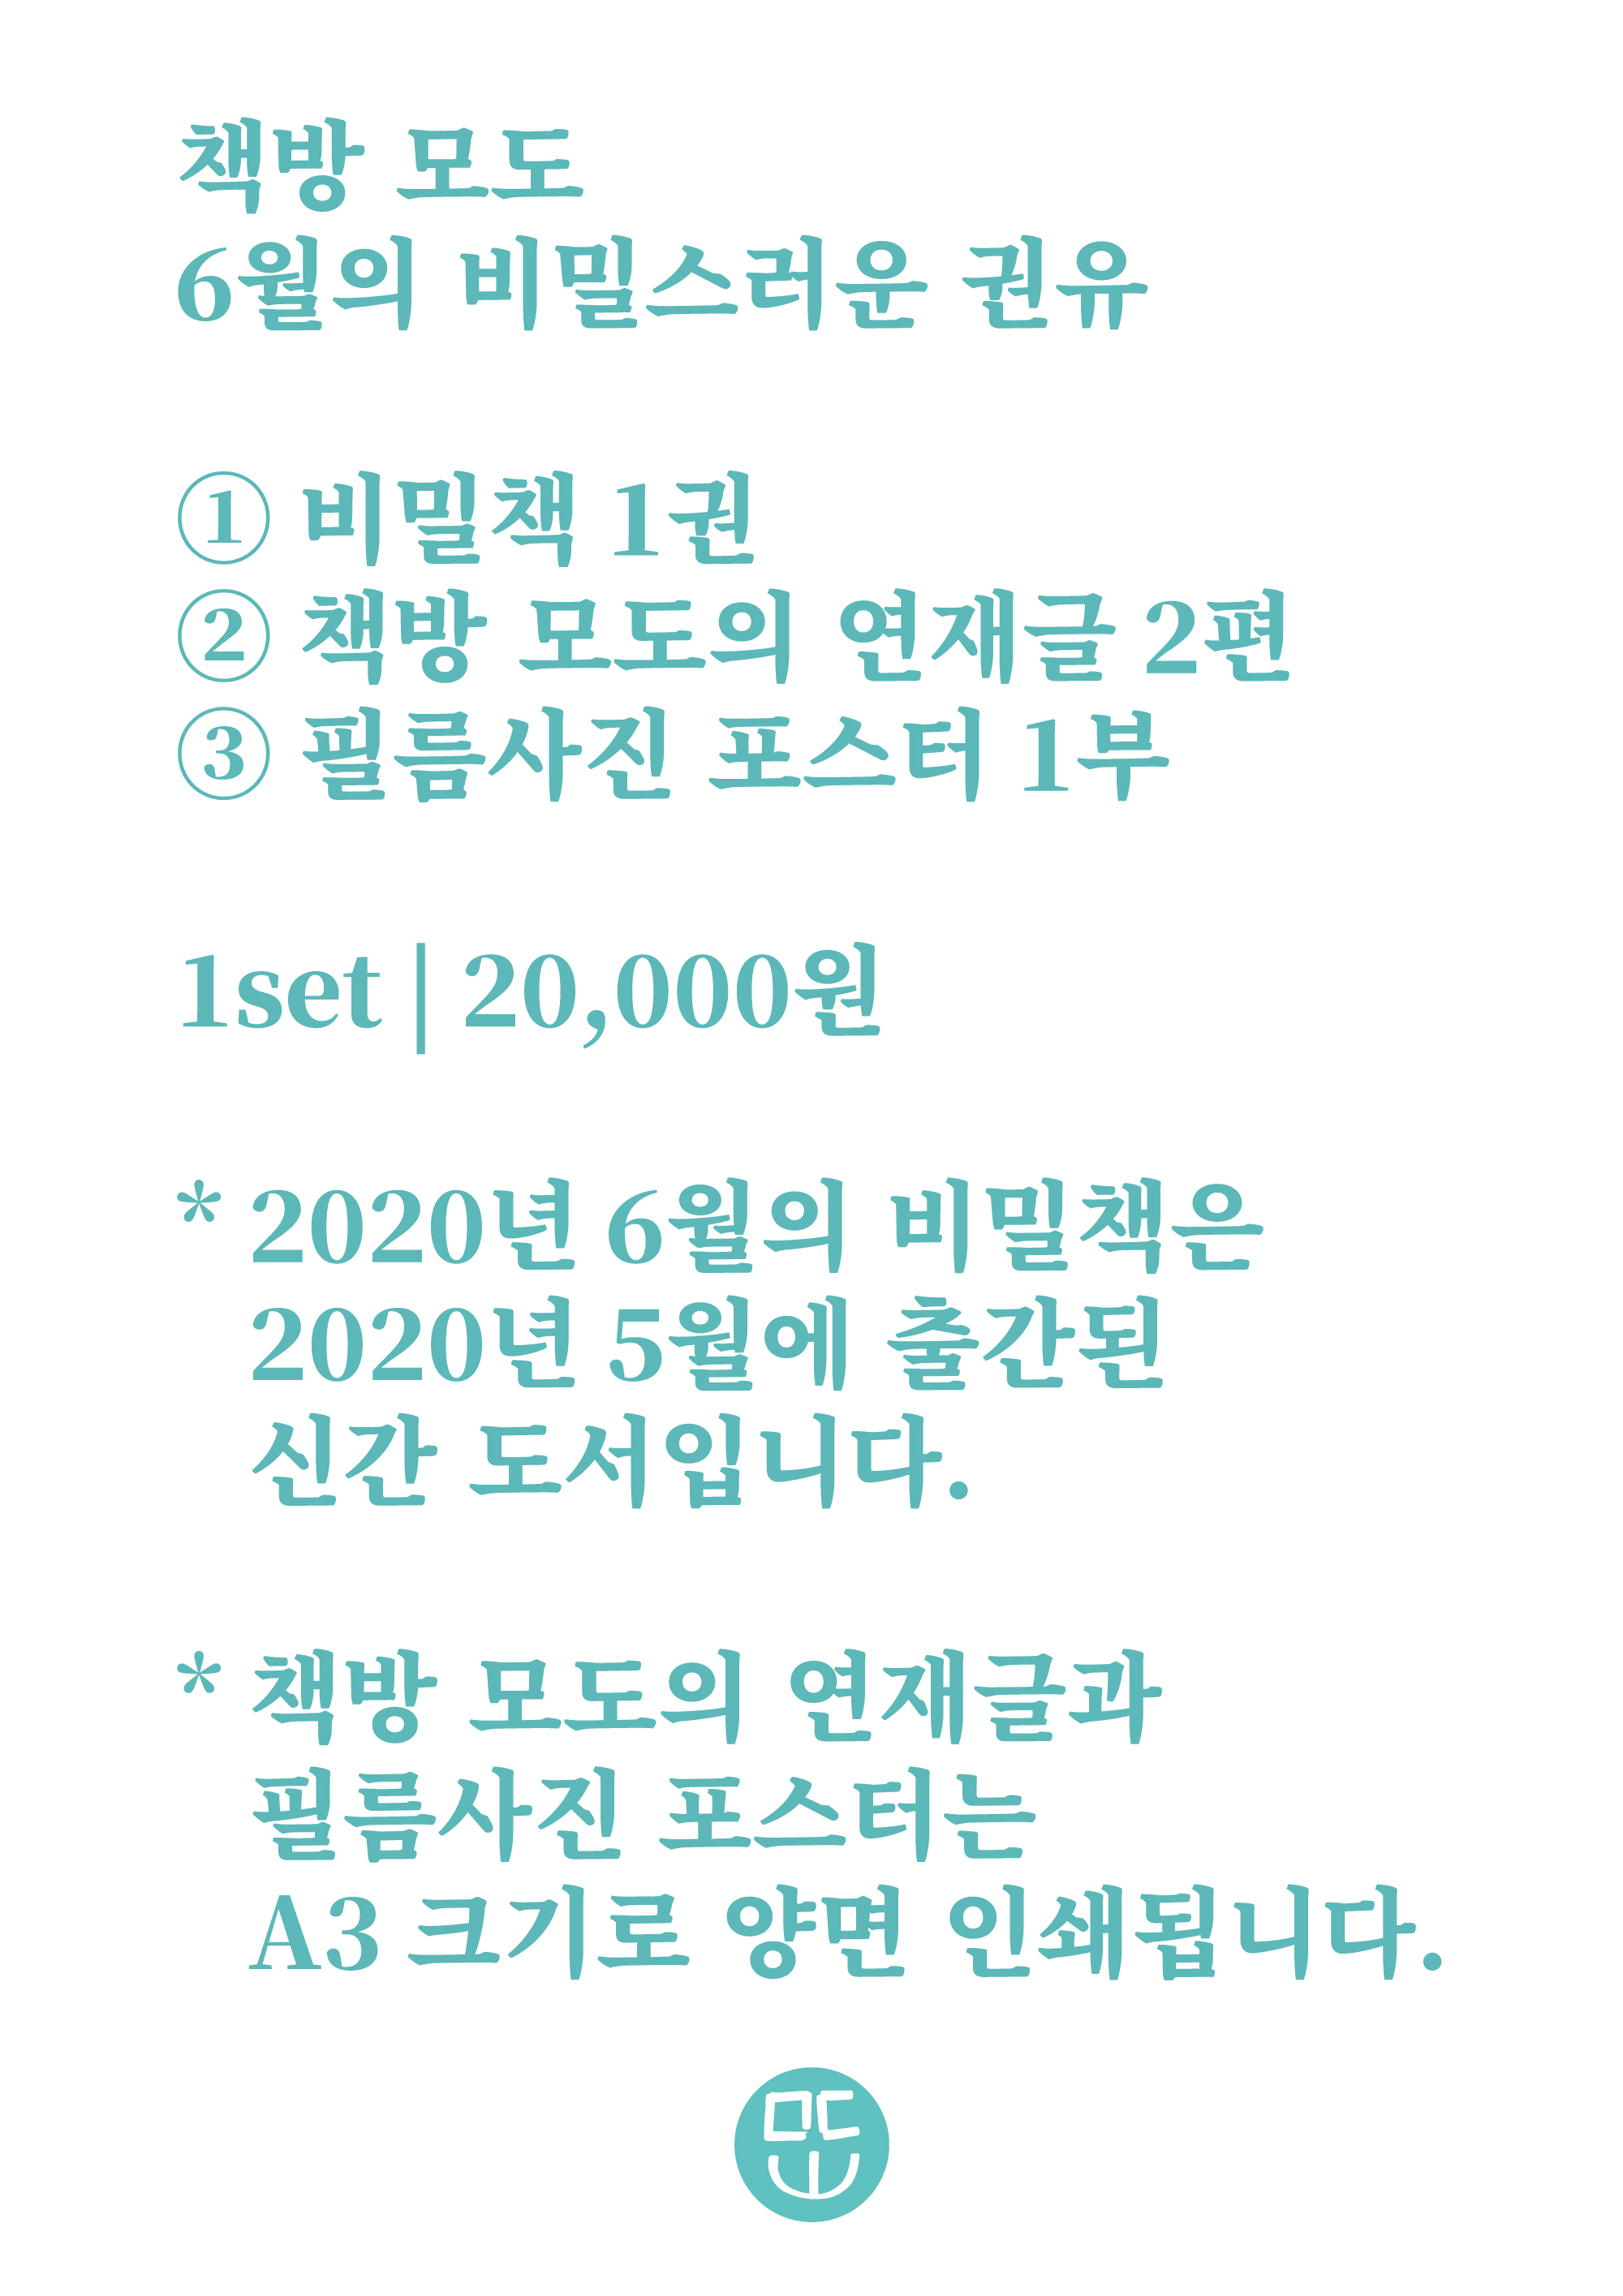 책방 모도
6월의 비밀스러운 원유
① 비밀책 1권
② 책방 모도의 연재글 2편
③ 필름사진 포스터 1부
1set | 20,000원
* 2020년 6월의 비밀책은
2020년 5월에 출간된
신간 도서입니다.
* 책방 모도의 연재글과
필름사진 포스터는
A3 크기로 양면 인쇄됩니다.